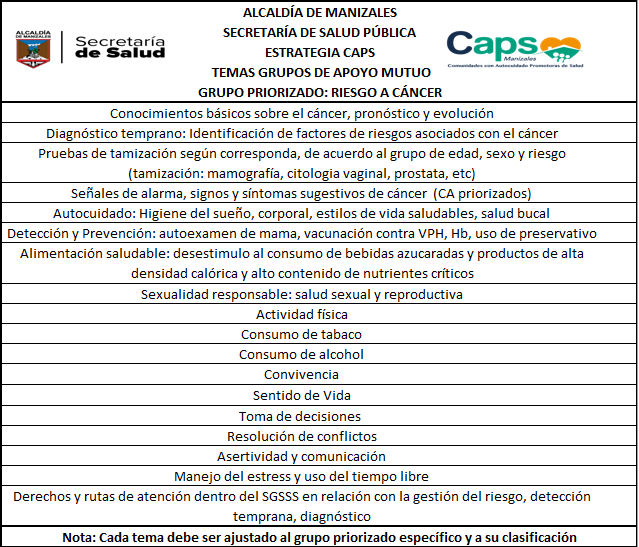 ALCALDÍA DE MANIZALES
SECRETARÍA DE SALUD PÚBLICA
ESTRATEGIA CAPS
TEMAS GRUPOS DE APOYO MUTUO
GRUPO PRIORIZADO: RIESGO A CÁNCER
ALCALDÍA
DE MANIZALES
Secretaría
de Salud
Caps
Manizales
Comunidades con Autocuidado Promotoras de Salud
Conocimientos básicos sobre el cáncer, pronóstico y evolución
Diagnóstico temprano: Identificación de factores de riesgos asociados con el cáncer
Pruebas de tamización según corresponda, de acuerdo al grupo de edad, sexo y riesgo
(tamización: mamografía, citologia vaginal, prostata, etc)
Señales de alarma, signos y síntomas sugestivos de cáncer (CA priorizados)
Autocuidado: Higiene del sueño, corporal, estilos de vida saludables, salud bucal
Detección y Prevención: autoexamen de mama, vacunación contra VPH, Hb, uso de preservativo
Alimentación saludable: desestimulo al consumo de bebidas azucaradas y productos de alta
densidad calórica y alto contenido de nutrientes críticos
Sexualidad responsable: salud sexual y reproductiva
Actividad física
Consumo de tabaco
Consumo de alcohol
Convivencia
Sentido de Vida
Toma de decisiones
Resolución de conflictos
Asertividad y comunicación
Manejo del estress y uso del tiempo libre
Derechos y rutas de atención dentro del SGSSS en relación con la gestión del riesgo, detección
temprana, diagnóstico
Nota: Cada tema debe ser ajustado al grupo priorizado específico y a su clasificación